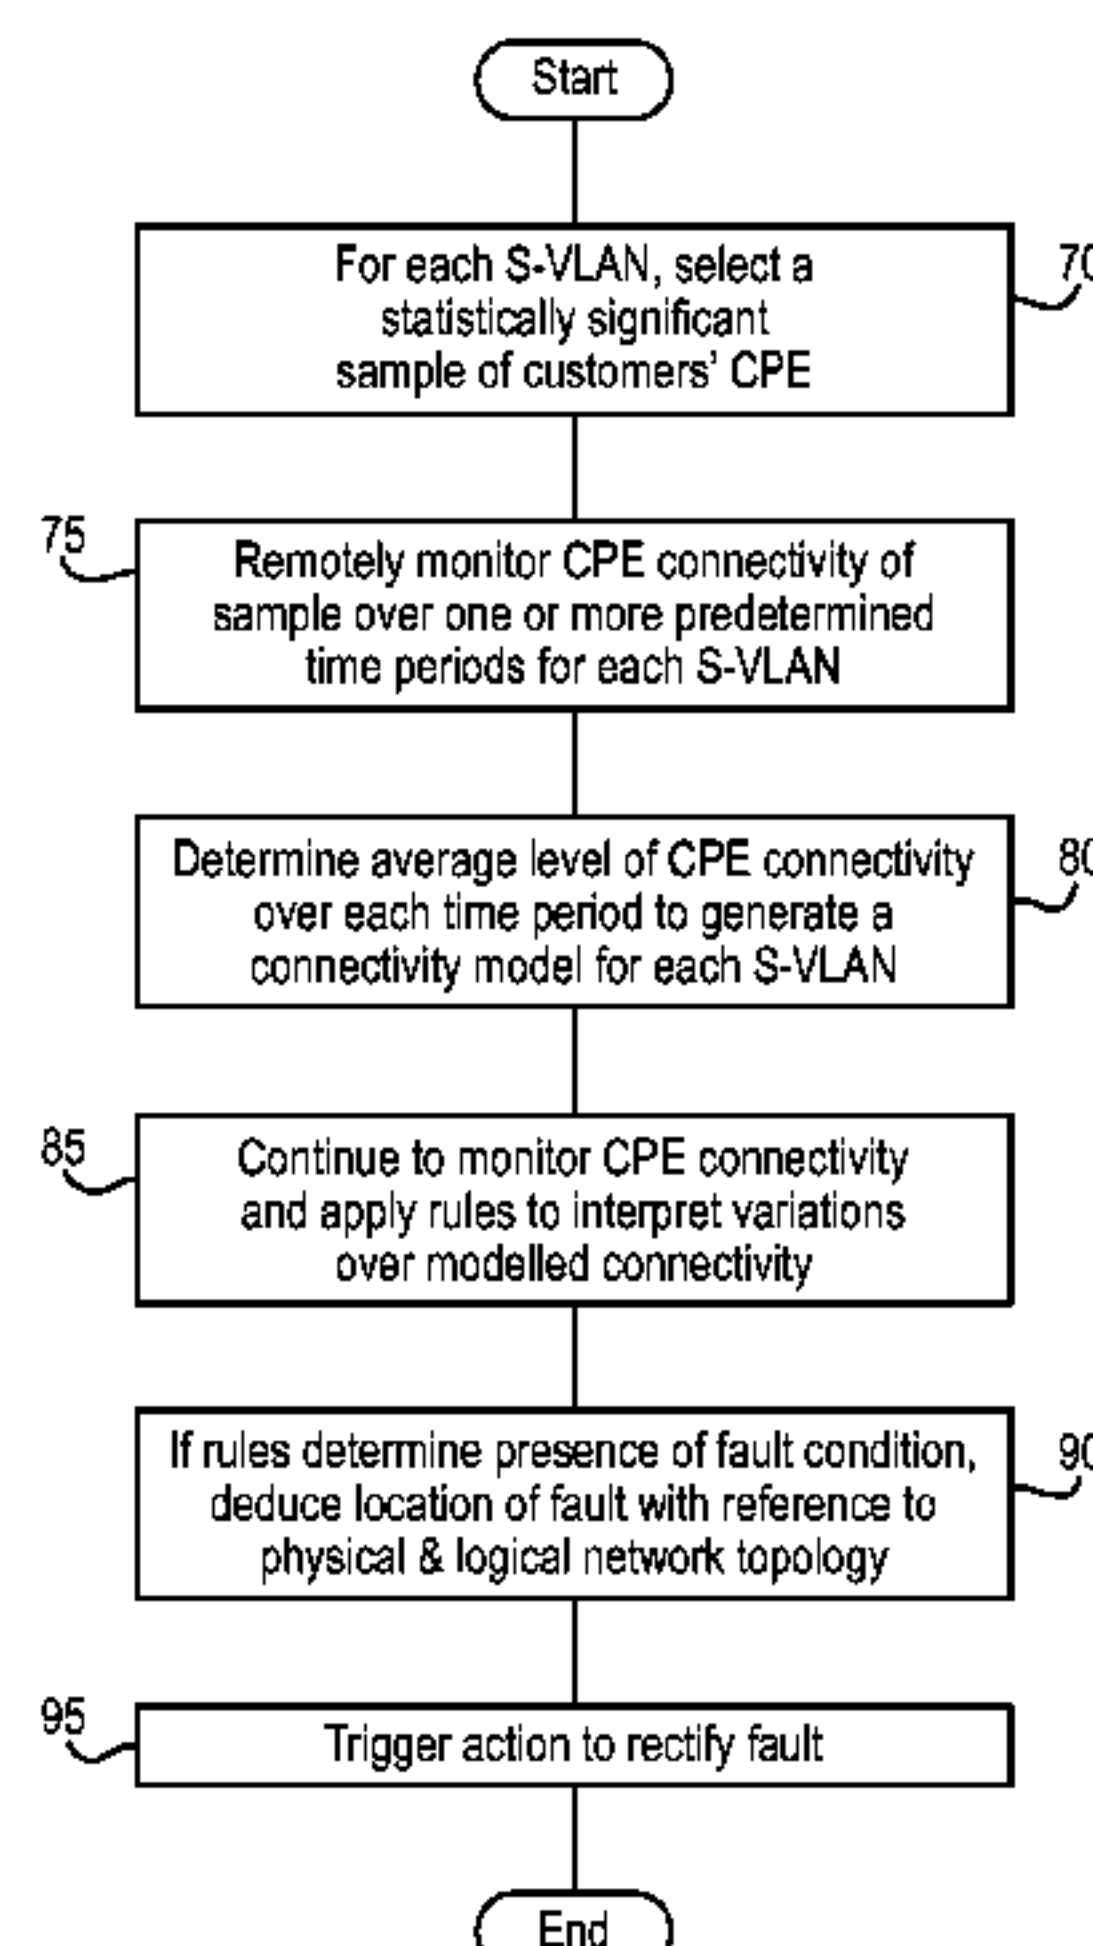 Start
For each S-VLAN, select a
statistically significant
sample of customers' CPE
70
75
Remotely monitor CPE connectivity of
sample over one or more predetermined
time periods for each S-VLAN
Determine average level of CPE connectivity
over each time period to generate a
connectivity model for each S-VLAN
80
85
Continue to monitor CPE connectivity
and apply rules to interpret variations
over modelled connectivity
If rules determine presence of fault condition,
deduce location of fault with reference to
physical & logical network topology
90
95
Trigger action to rectify fault
End